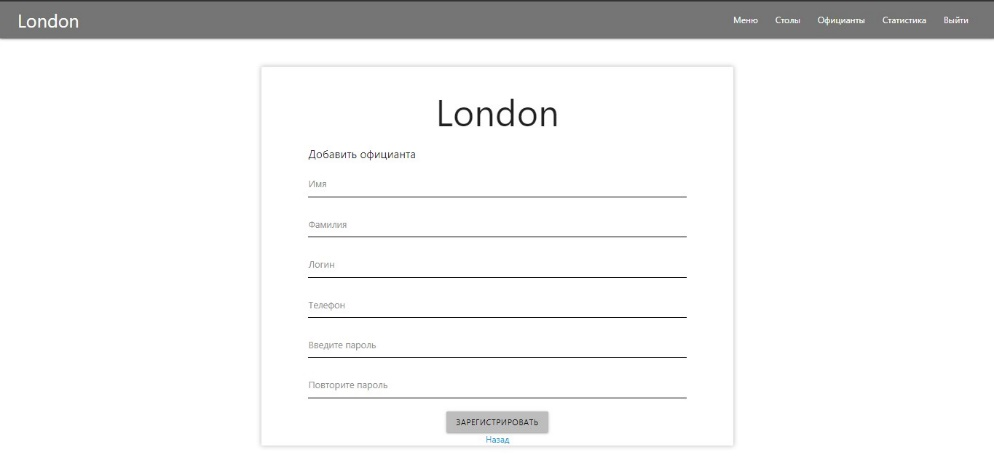 London
Меню Столы Официанты Статистика Выйти
London
Добавить официанта
Имя
Фамилия
Логин
Телефон
Введите пароль
Повторите пароль
ЗАРЕГИСТРИРОВАТЬ
Назад